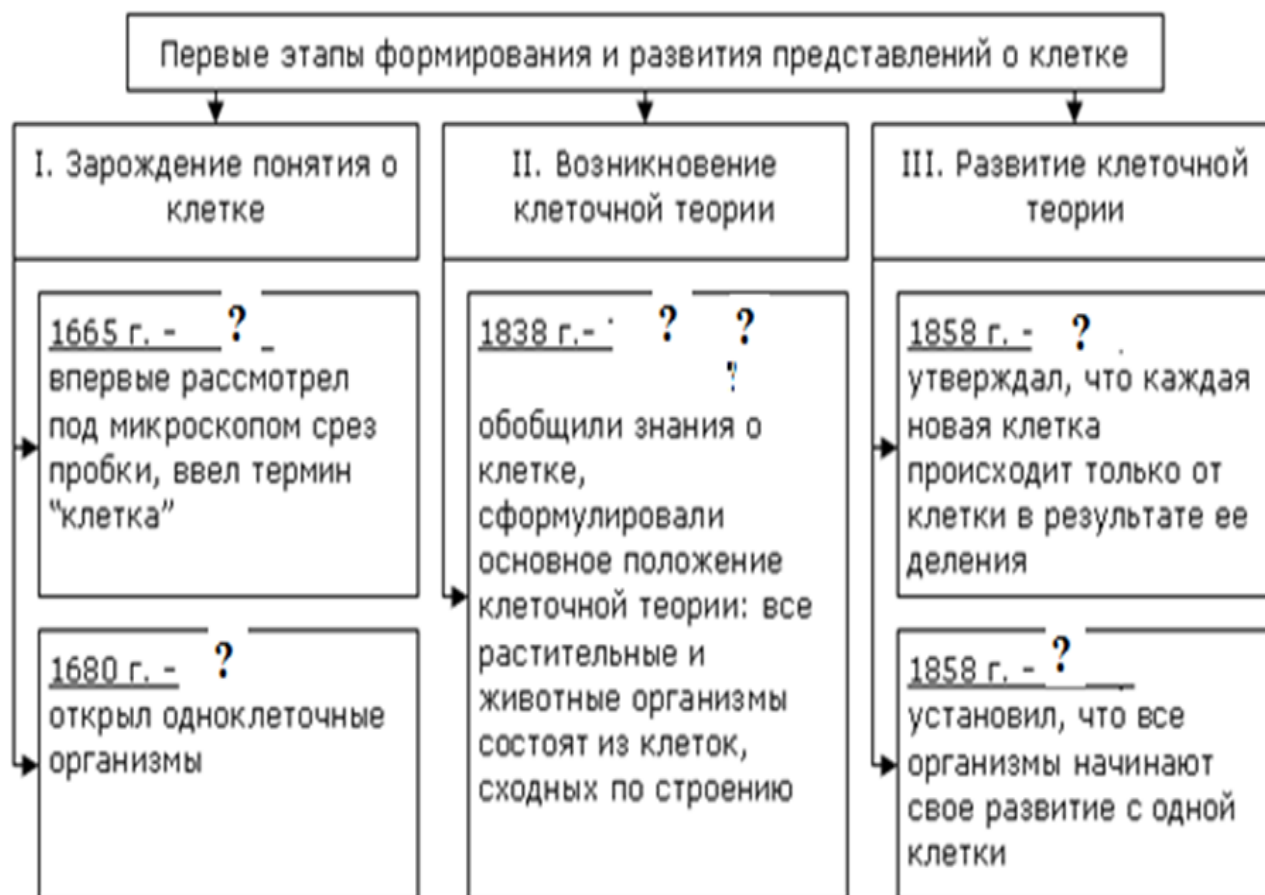 Первые этапы формирования и развития представлений о клетке
I. Зарождение понятия о
клетке
1665 г. - ?
впервые рассмотрел
под микроскопом срез
пробки, ввел термин
“клетка”
1680 г. - ?
открыл одноклеточные
организмы
II. Возникновение
клеточной теории
1838 г.- ? ?
обобщили знания о
клетке,
сформулировали
основное положение
клеточной теории: все
растительные и
животные организмы
состоят из клеток,
сходных по строению
III. Развитие клеточной
теории
1858 г. - ?
утверждал, что каждая
новая клетка
происходит только от
клетки в результате ее
деления
1858 г. - ?
установил, что все
организмы начинают
свое развитие с одной
клетки